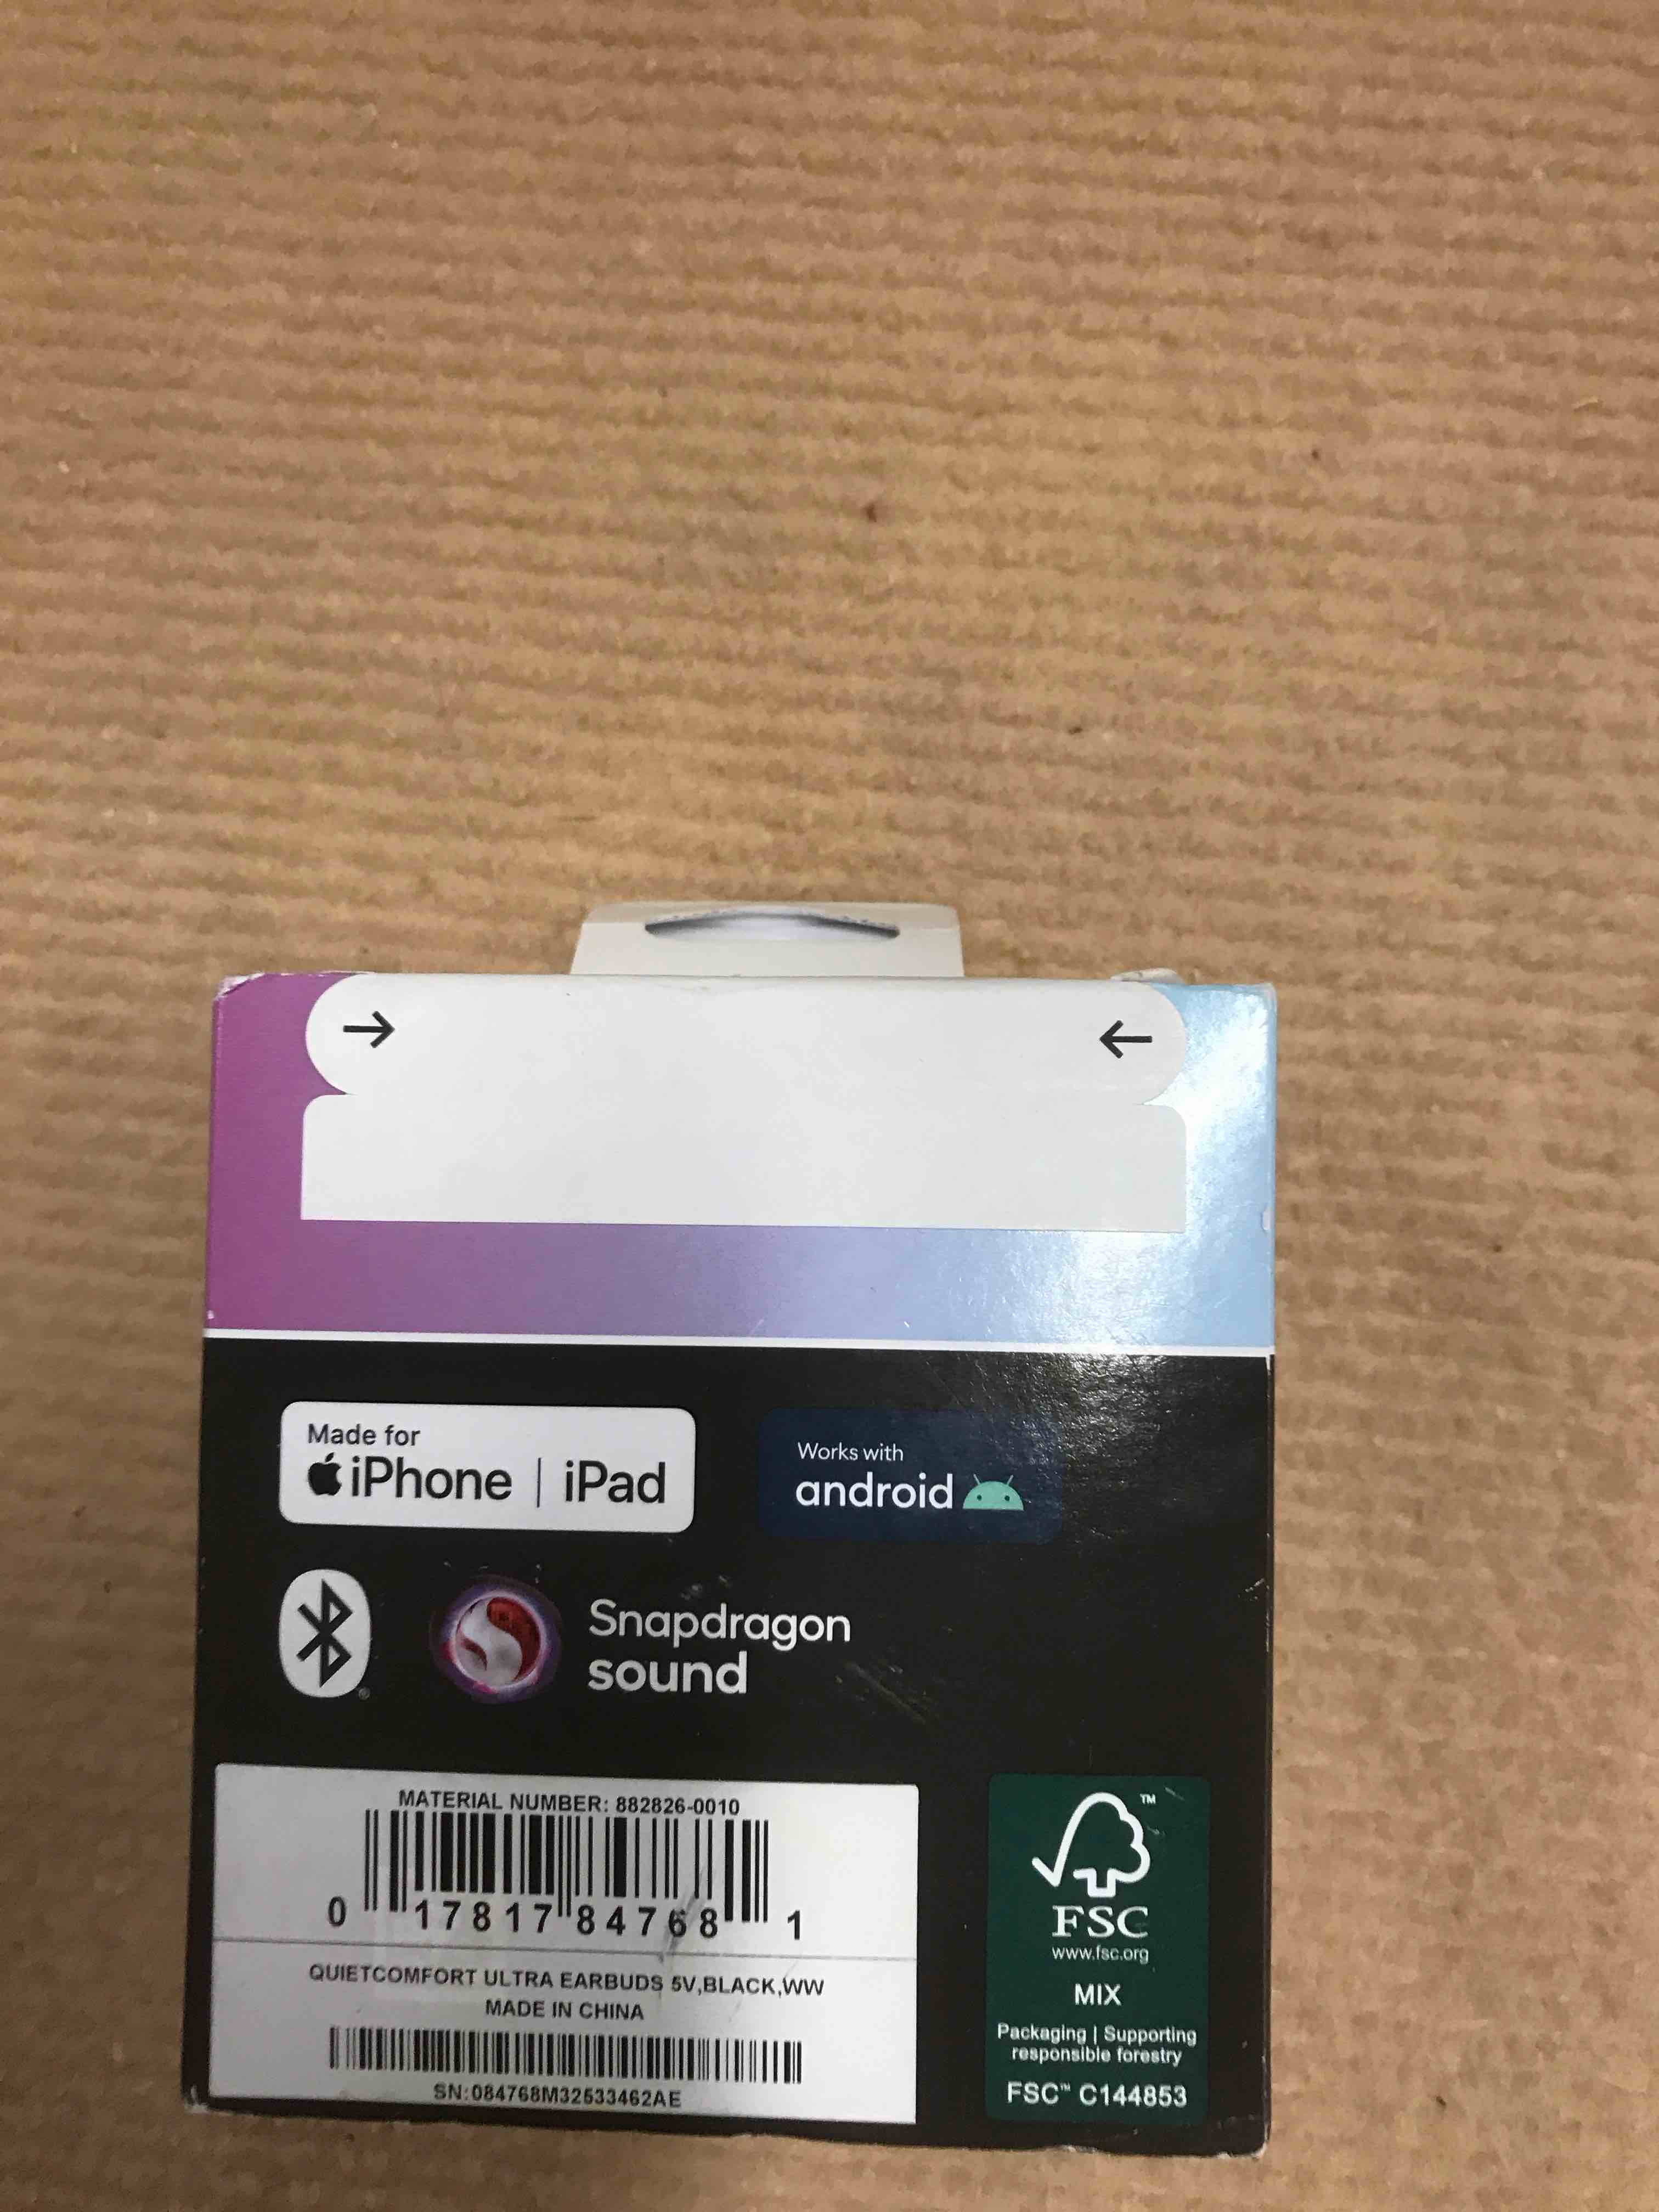 → ←
Made for
iPhone | iPad
Works with
android
Snapdragon
sound
MATERIAL NUMBER: 882826-0010
0 17817 84768 1
QUIETCOMFORT ULTRA EARBUDS 5V,BLACK,WW
MADE IN CHINA
SN:084768M32533462AE
TM
FSC
www.fsc.org
MIX
Packaging | Supporting
responsible forestry
FSC™ C144853